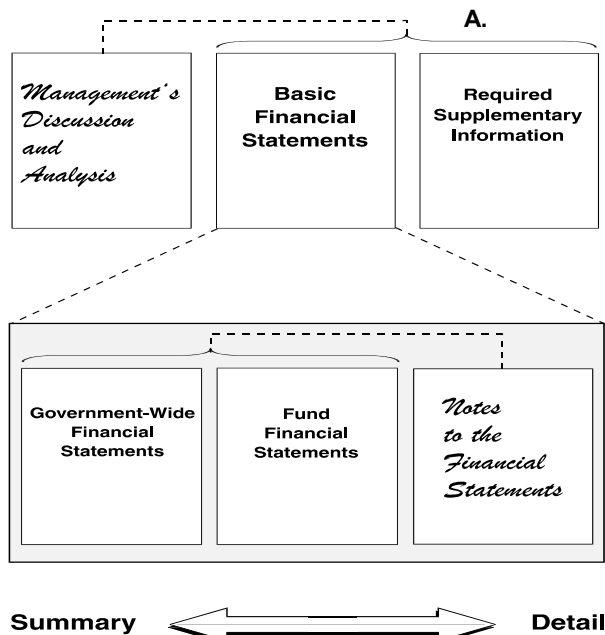 A.
Management's
Discussion
and
Analysis
Basic
Financial
Statements
Required
Supplementary
Information
Government-Wide
Financial
Statements
Fund
Financial
Statements
Notes
to the
Financial
Statements
Summary
Detail